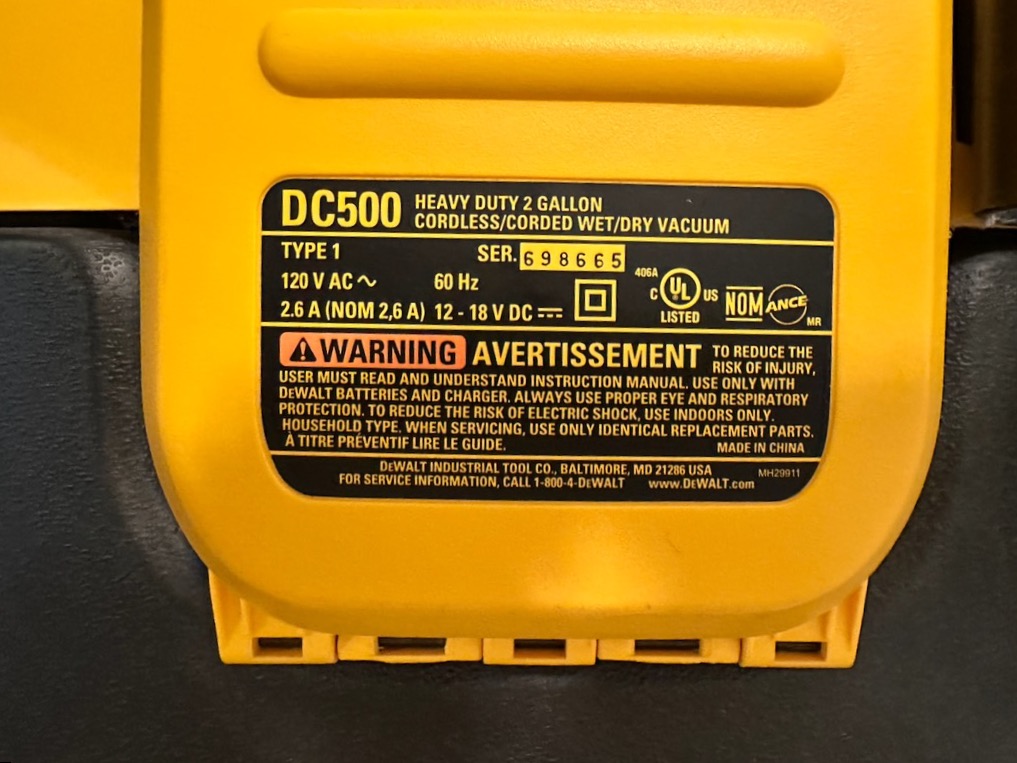 DC500 HEAVY DUTY 2 GALLON
CORDLESS/CORDED WET/DRY VACUUM
TYPE 1 SER. 698665
120 V AC ~ 60 Hz
2.6 A (NOM 2,6 A) 12 - 18 V DC ⎓
406A
C UL US
LISTED
NOM ANCE MR
⚠WARNING AVERTISSEMENT TO REDUCE THE
RISK OF INJURY,
USER MUST READ AND UNDERSTAND INSTRUCTION MANUAL. USE ONLY WITH
DEWALT BATTERIES AND CHARGER. ALWAYS USE PROPER EYE AND RESPIRATORY
PROTECTION. TO REDUCE THE RISK OF ELECTRIC SHOCK, USE INDOORS ONLY.
HOUSEHOLD TYPE. WHEN SERVICING, USE ONLY IDENTICAL REPLACEMENT PARTS.
À TITRE PRÉVENTIF LIRE LE GUIDE. MADE IN CHINA
DEWALT INDUSTRIAL TOOL CO., BALTIMORE, MD 21286 USA MH29911
FOR SERVICE INFORMATION, CALL 1-800-4-DEWALT www.DEWALT.com